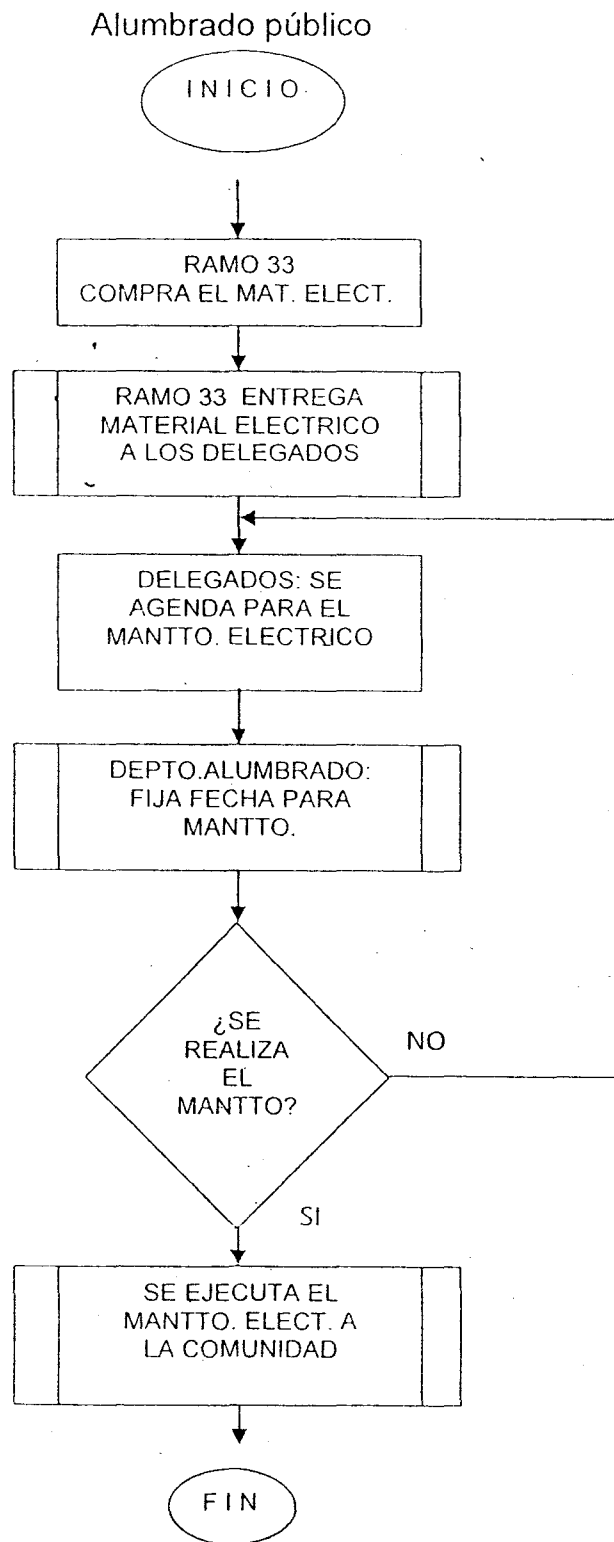 Alumbrado público
INICIO
RAMO 33
COMPRA EL MAT. ELECT.
RAMO 33 ENTREGA
MATERIAL ELECTRICO
A LOS DELEGADOS
DELEGADOS: SE
AGENDA PARA EL
MANTTO. ELECTRICO
DEPTO.ALUMBRADO:
FIJA FECHA PARA
MANTTO.
¿SE
REALIZA
EL
MANTTO?
NO
SI
SE EJECUTA EL
MANTTO. ELECT. A
LA COMUNIDAD
FIN